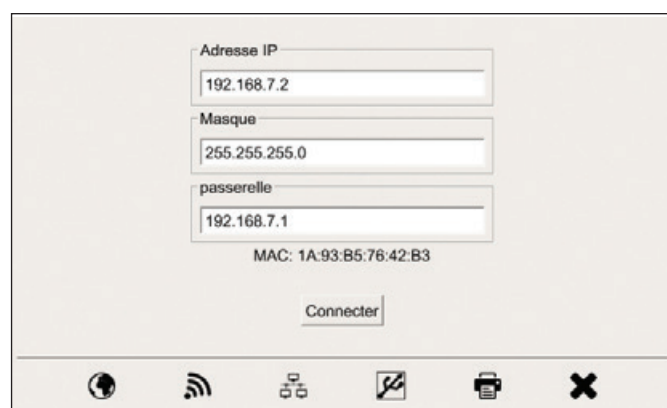 Adresse IP
192.168.7.2
Masque
255.255.255.0
passerelle
192.168.7.1
MAC: 1A:93:B5:76:42:B3
Connecter